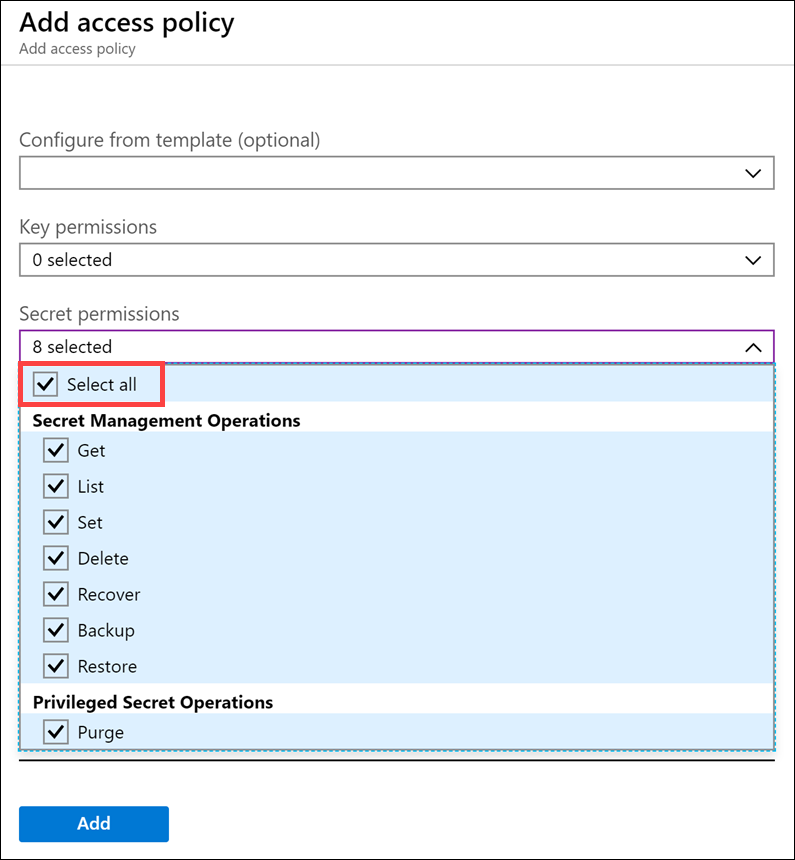 Add access policy
Add access policy
Configure from template (optional)
Key permissions
0 selected
Secret permissions
8 selected
Select all
Secret Management Operations
Get
List
Set
Delete
Recover
Backup
Restore
Privileged Secret Operations
Purge
Add